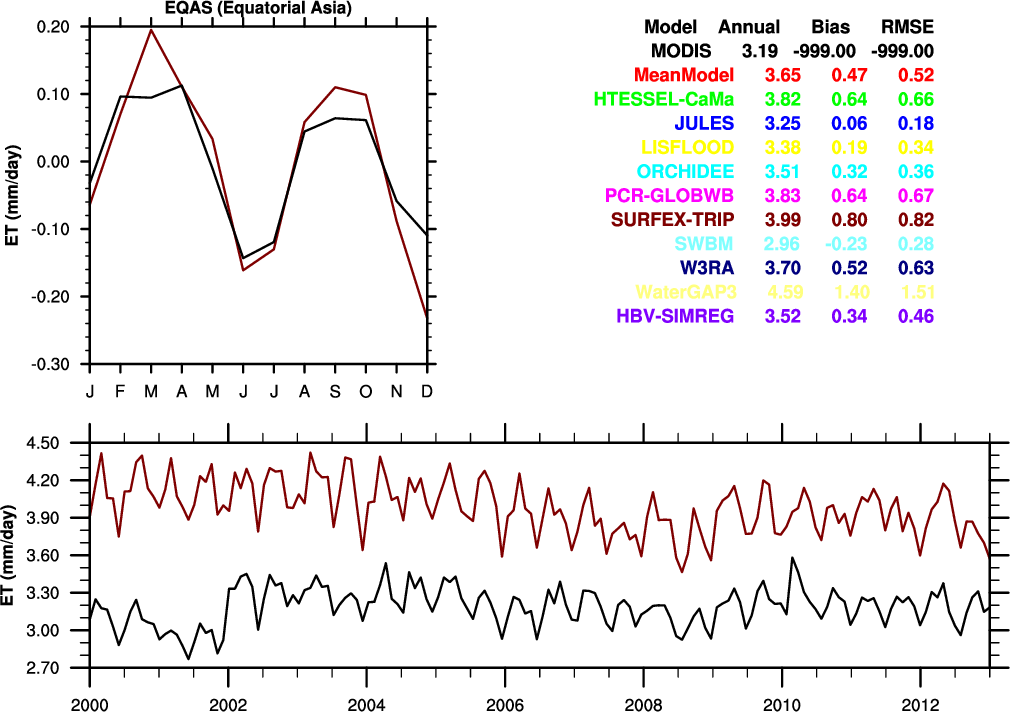 EQAS (Equatorial Asia)
0.20
0.10
0.00
-0.10
-0.20
-0.30
ET (mm/day)
J F M A M J J A S O N D
Model Annual Bias RMSE
MODIS 3.19 -999.00 -999.00
MeanModel 3.65 0.47 0.52
HTESSEL-CaMa 3.82 0.64 0.66
JULES 3.25 0.06 0.18
LISFLOOD 3.38 0.19 0.34
ORCHIDEE 3.51 0.32 0.36
PCR-GLOBWB 3.83 0.64 0.67
SURFEX-TRIP 3.99 0.80 0.82
SWBM 2.96 -0.23 0.28
W3RA 3.70 0.52 0.63
WaterGAP3 4.59 1.40 1.51
HBV-SIMREG 3.52 0.34 0.46
4.50
4.20
3.90
3.60
3.30
3.00
2.70
ET (mm/day)
2000 2002 2004 2006 2008 2010 2012